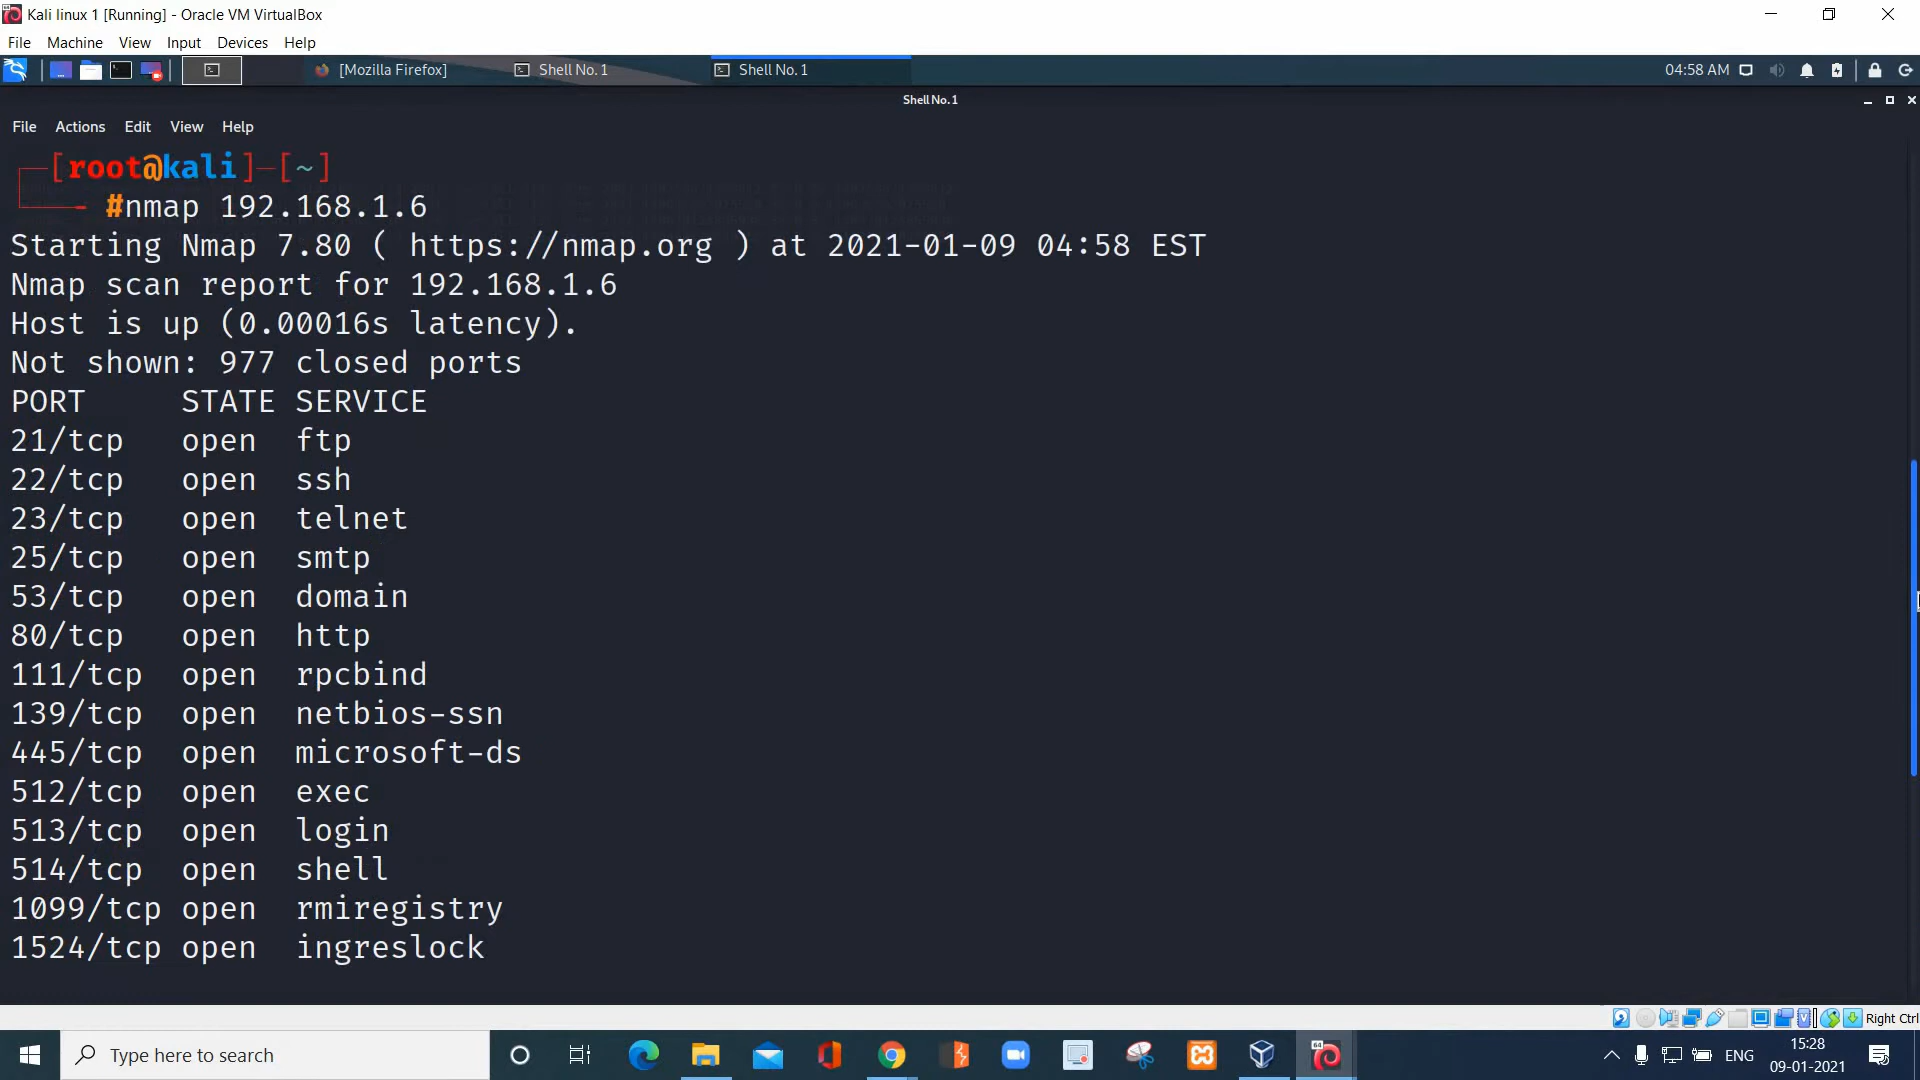 Kali linux 1 [Running] - Oracle VM VirtualBox
File Machine View Input Devices Help
[Mozilla Firefox] Shell No. 1 Shell No. 1 04:58 AM
Shell No. 1
File Actions Edit View Help
[root@kali]-[~]
#nmap 192.168.1.6
Starting Nmap 7.80 ( https://nmap.org ) at 2021-01-09 04:58 EST
Nmap scan report for 192.168.1.6
Host is up (0.00016s latency).
Not shown: 977 closed ports
PORT STATE SERVICE
21/tcp open ftp
22/tcp open ssh
23/tcp open telnet
25/tcp open smtp
53/tcp open domain
80/tcp open http
111/tcp open rpcbind
139/tcp open netbios-ssn
445/tcp open microsoft-ds
512/tcp open exec
513/tcp open login
514/tcp open shell
1099/tcp open rmiregistry
1524/tcp open ingreslock
Right Ctrl
Type here to search
ENG
15:28
09-01-2021